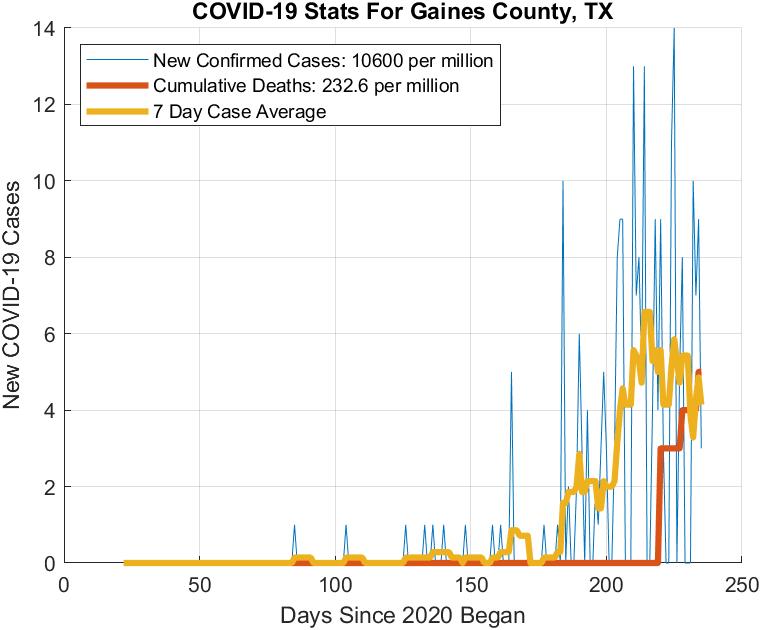 COVID-19 Stats For Gaines County, TX
New Confirmed Cases: 10600 per million
Cumulative Deaths: 232.6 per million
7 Day Case Average
New COVID-19 Cases
14
12
10
8
6
4
2
0
0 50 100 150 200 250
Days Since 2020 Began